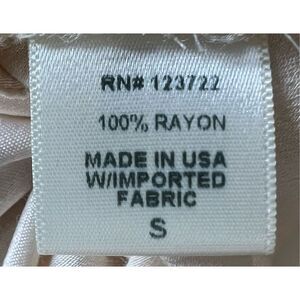 RN# 123722
100% RAYON
MADE IN USA
W/IMPORTED
FABRIC
S